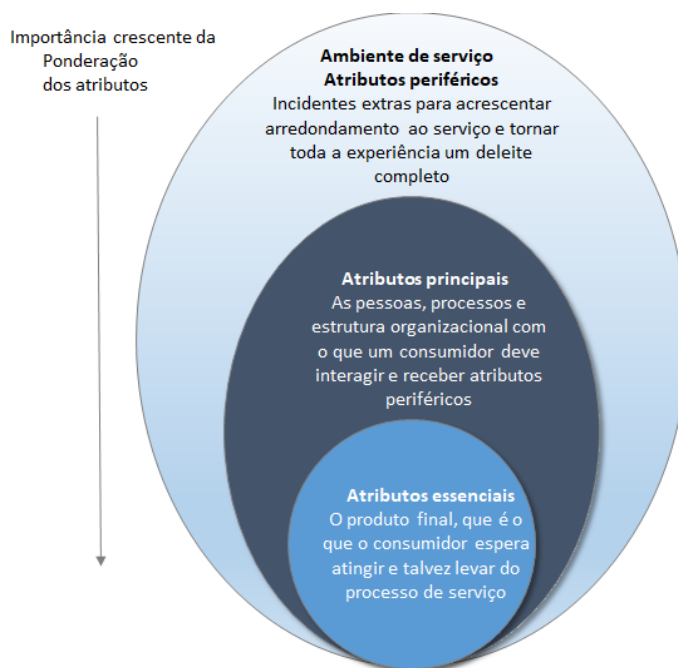 Importância crescente da
Ponderação
dos atributos
Ambiente de serviço
Atributos periféricos
Incidentes extras para acrescentar
arredondamento ao serviço e tornar
toda a experiência um deleite
completo
Atributos principais
As pessoas, processos e
estrutura organizacional com
o que um consumidor deve
interagir e receber atributos
periféricos
Atributos essenciais
O produto final, que é o
que o consumidor espera
atingir e talvez levar do
processo de serviço